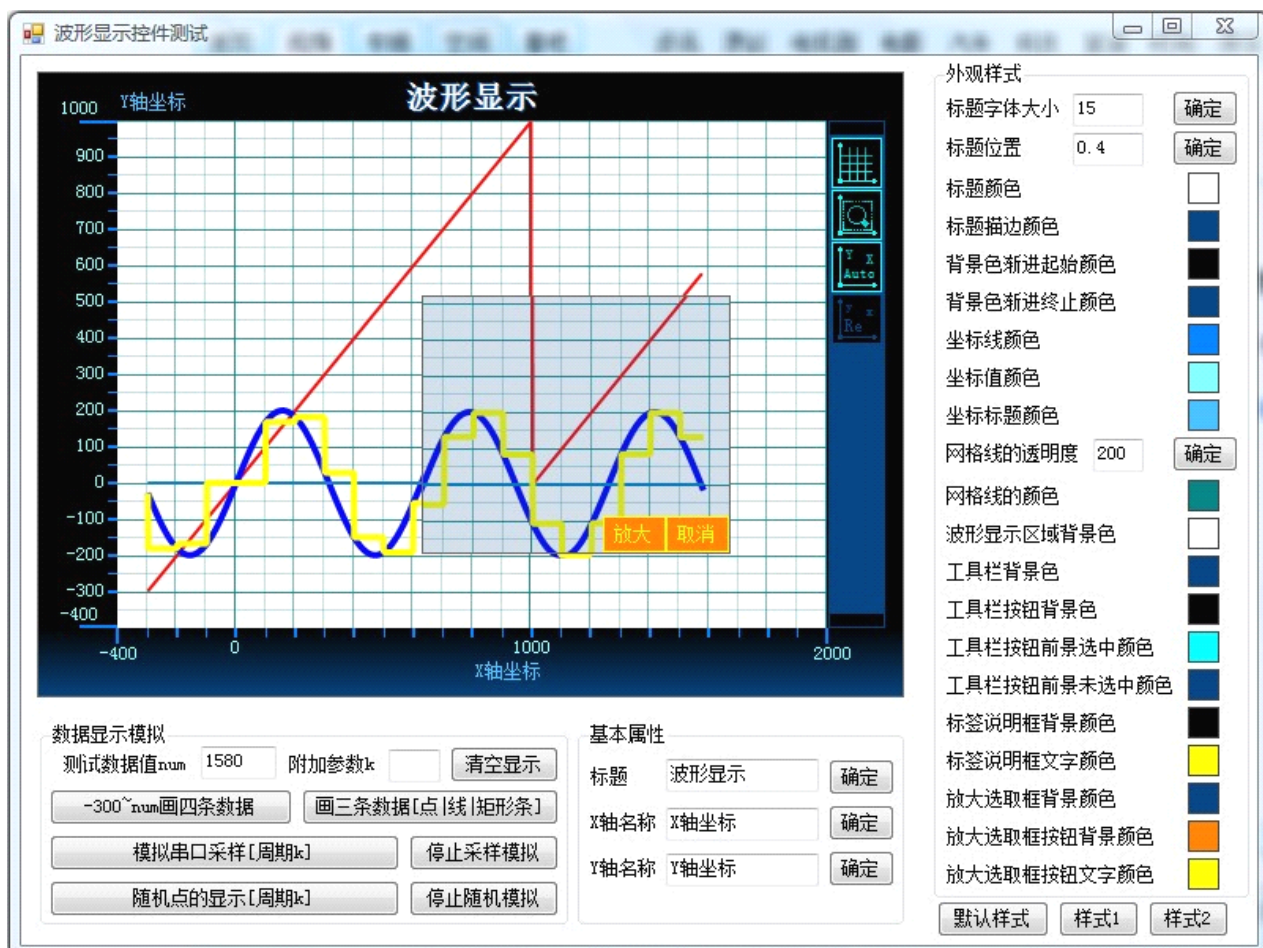 波形显示控件测试
波形显示
Y轴坐标
1000
900
800
700
600
500
400
300
200
100
0
-100
-200
-300
-400
-400 0 1000 2000
X轴坐标
Y X
Auto
Y X
Re
放大 取消
外观样式
标题字体大小 15 确定
标题位置 0.4 确定
标题颜色
标题描边颜色
背景色渐进起始颜色
背景色渐进终止颜色
坐标线颜色
坐标值颜色
坐标标题颜色
网格线的透明度 200 确定
网格线的颜色
波形显示区域背景色
工具栏背景色
工具栏按钮背景色
工具栏按钮前景选中颜色
工具栏按钮前景未选中颜色
标签说明框背景颜色
标签说明框文字颜色
放大选取框背景颜色
放大选取框按钮背景颜色
放大选取框按钮文字颜色
默认样式 样式1 样式2
数据显示模拟
测试数据值num 1580 附加参数k 清空显示
-300~num画四条数据 画三条数据[点|线|矩形条]
模拟串口采样[周期k] 停止采样模拟
随机点的显示[周期k] 停止随机模拟
基本属性
标题 波形显示 确定
X轴名称 X轴坐标 确定
Y轴名称 Y轴坐标 确定